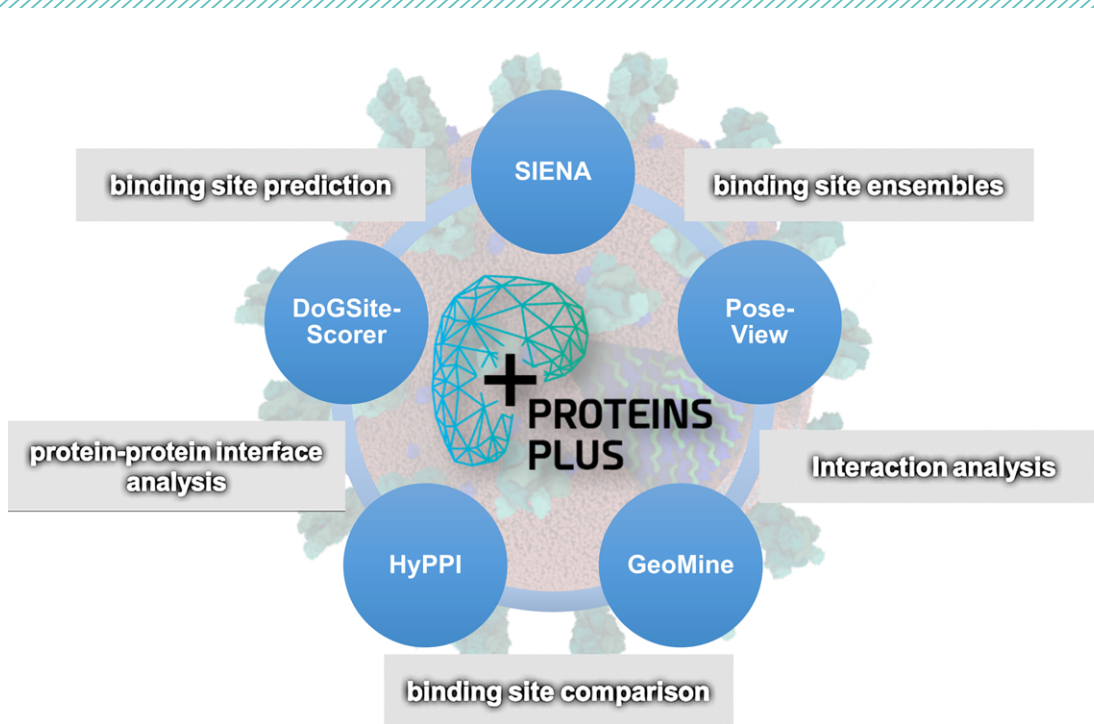 SIENA
binding site prediction
binding site ensembles
DoGSite-
Scorer
Pose-
View
PROTEINS
PLUS
protein-protein interface
analysis
Interaction analysis
HyPPI
GeoMine
binding site comparison